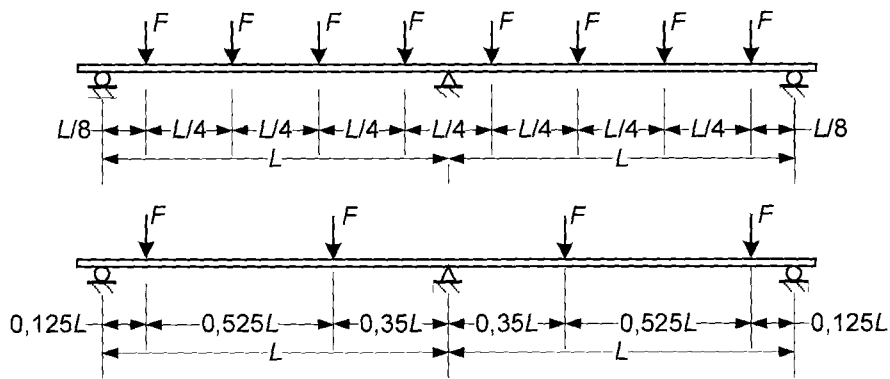 F F F F F F F F
L/8 L/4 L/4 L/4 L/4 L/4 L/4 L/4 L/8
L L
F F F F
0,125L 0,525L 0,35L 0,35L 0,525L 0,125L
L L